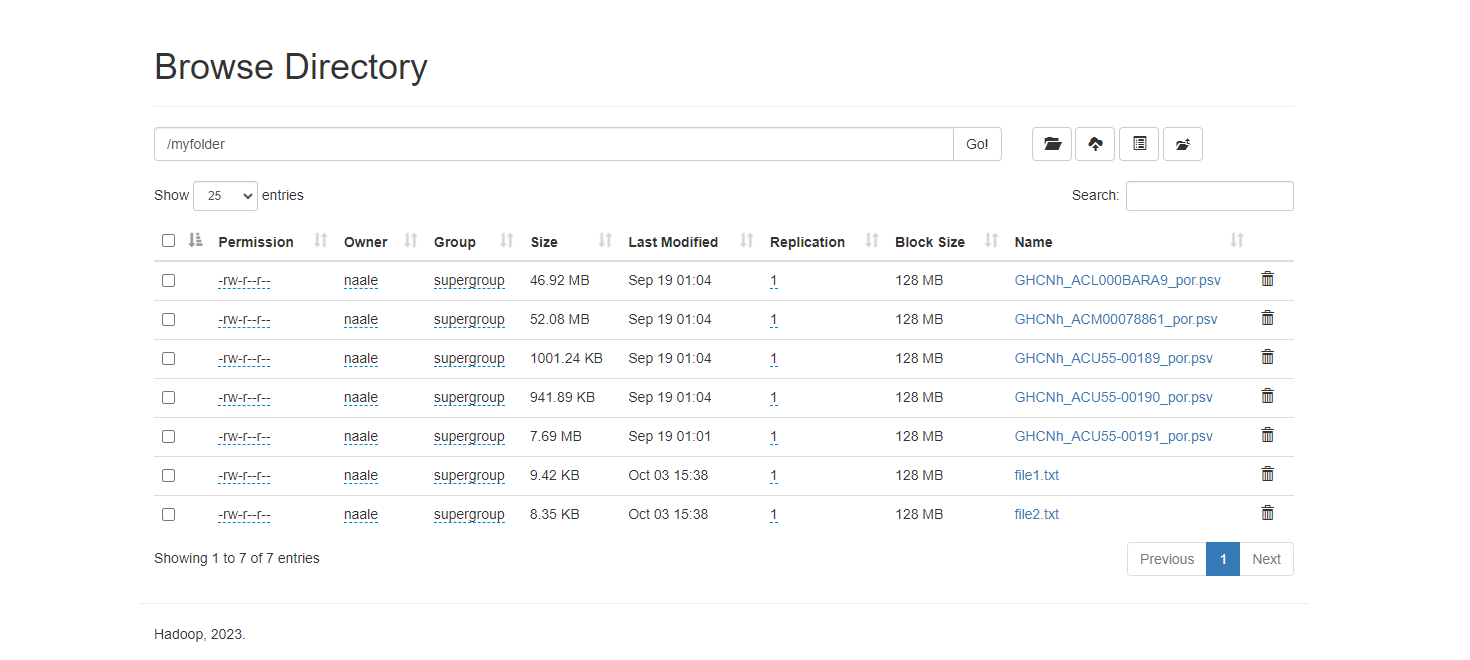 Browse Directory
/myfolder Go!
Show 25 entries Search:
Permission Owner Group Size Last Modified Replication Block Size Name
-rw-r--r-- naale supergroup 46.92 MB Sep 19 01:04 1 128 MB GHCNh_ACL000BARA9_por.psv
-rw-r--r-- naale supergroup 52.08 MB Sep 19 01:04 1 128 MB GHCNh_ACM00078861_por.psv
-rw-r--r-- naale supergroup 1001.24 KB Sep 19 01:04 1 128 MB GHCNh_ACU55-00189_por.psv
-rw-r--r-- naale supergroup 941.89 KB Sep 19 01:04 1 128 MB GHCNh_ACU55-00190_por.psv
-rw-r--r-- naale supergroup 7.69 MB Sep 19 01:01 1 128 MB GHCNh_ACU55-00191_por.psv
-rw-r--r-- naale supergroup 9.42 KB Oct 03 15:38 1 128 MB file1.txt
-rw-r--r-- naale supergroup 8.35 KB Oct 03 15:38 1 128 MB file2.txt
Showing 1 to 7 of 7 entries Previous 1 Next
Hadoop, 2023.